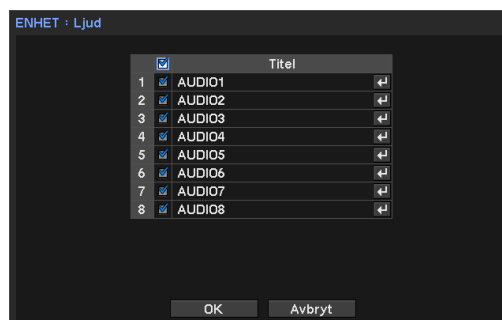 ENHET : Ljud
Titel
1 AUDIO1
2 AUDIO2
3 AUDIO3
4 AUDIO4
5 AUDIO5
6 AUDIO6
7 AUDIO7
8 AUDIO8
OK Avbryt